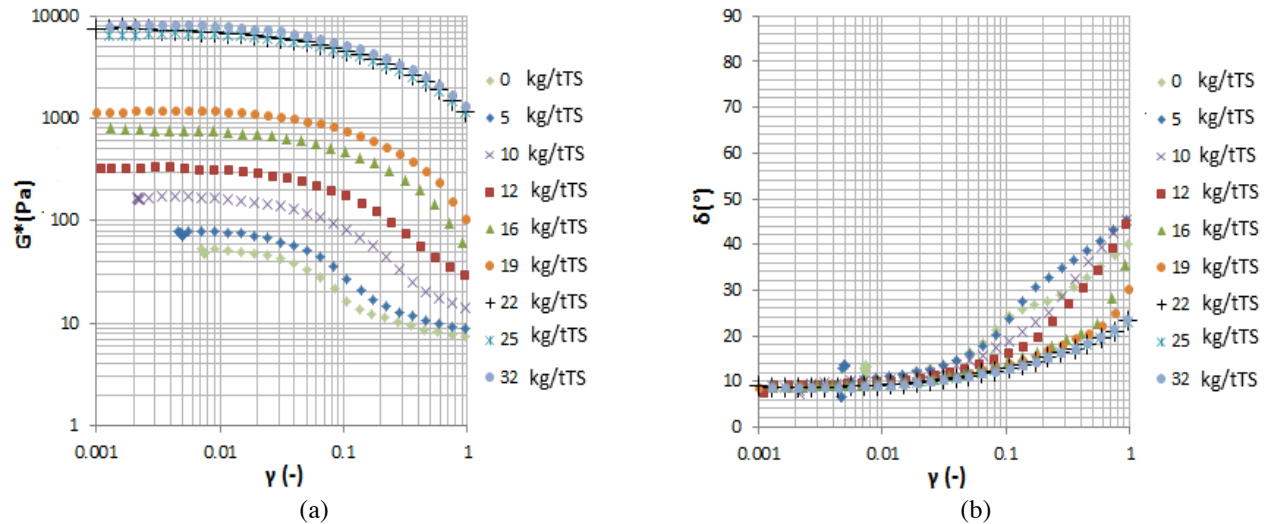 10000
1000
100
10
1
G*(Pa)
0.001
0.01
0.1
1
γ (-)
0 kg/tTS
5 kg/tTS
10 kg/tTS
12 kg/tTS
16 kg/tTS
19 kg/tTS
22 kg/tTS
25 kg/tTS
32 kg/tTS
(a)
90
80
70
60
50
40
30
20
10
0
δ(°)
0.001
0.01
0.1
1
γ (-)
0 kg/tTS
5 kg/tTS
10 kg/tTS
12 kg/tTS
16 kg/tTS
19 kg/tTS
22 kg/tTS
25 kg/tTS
32 kg/tTS
(b)